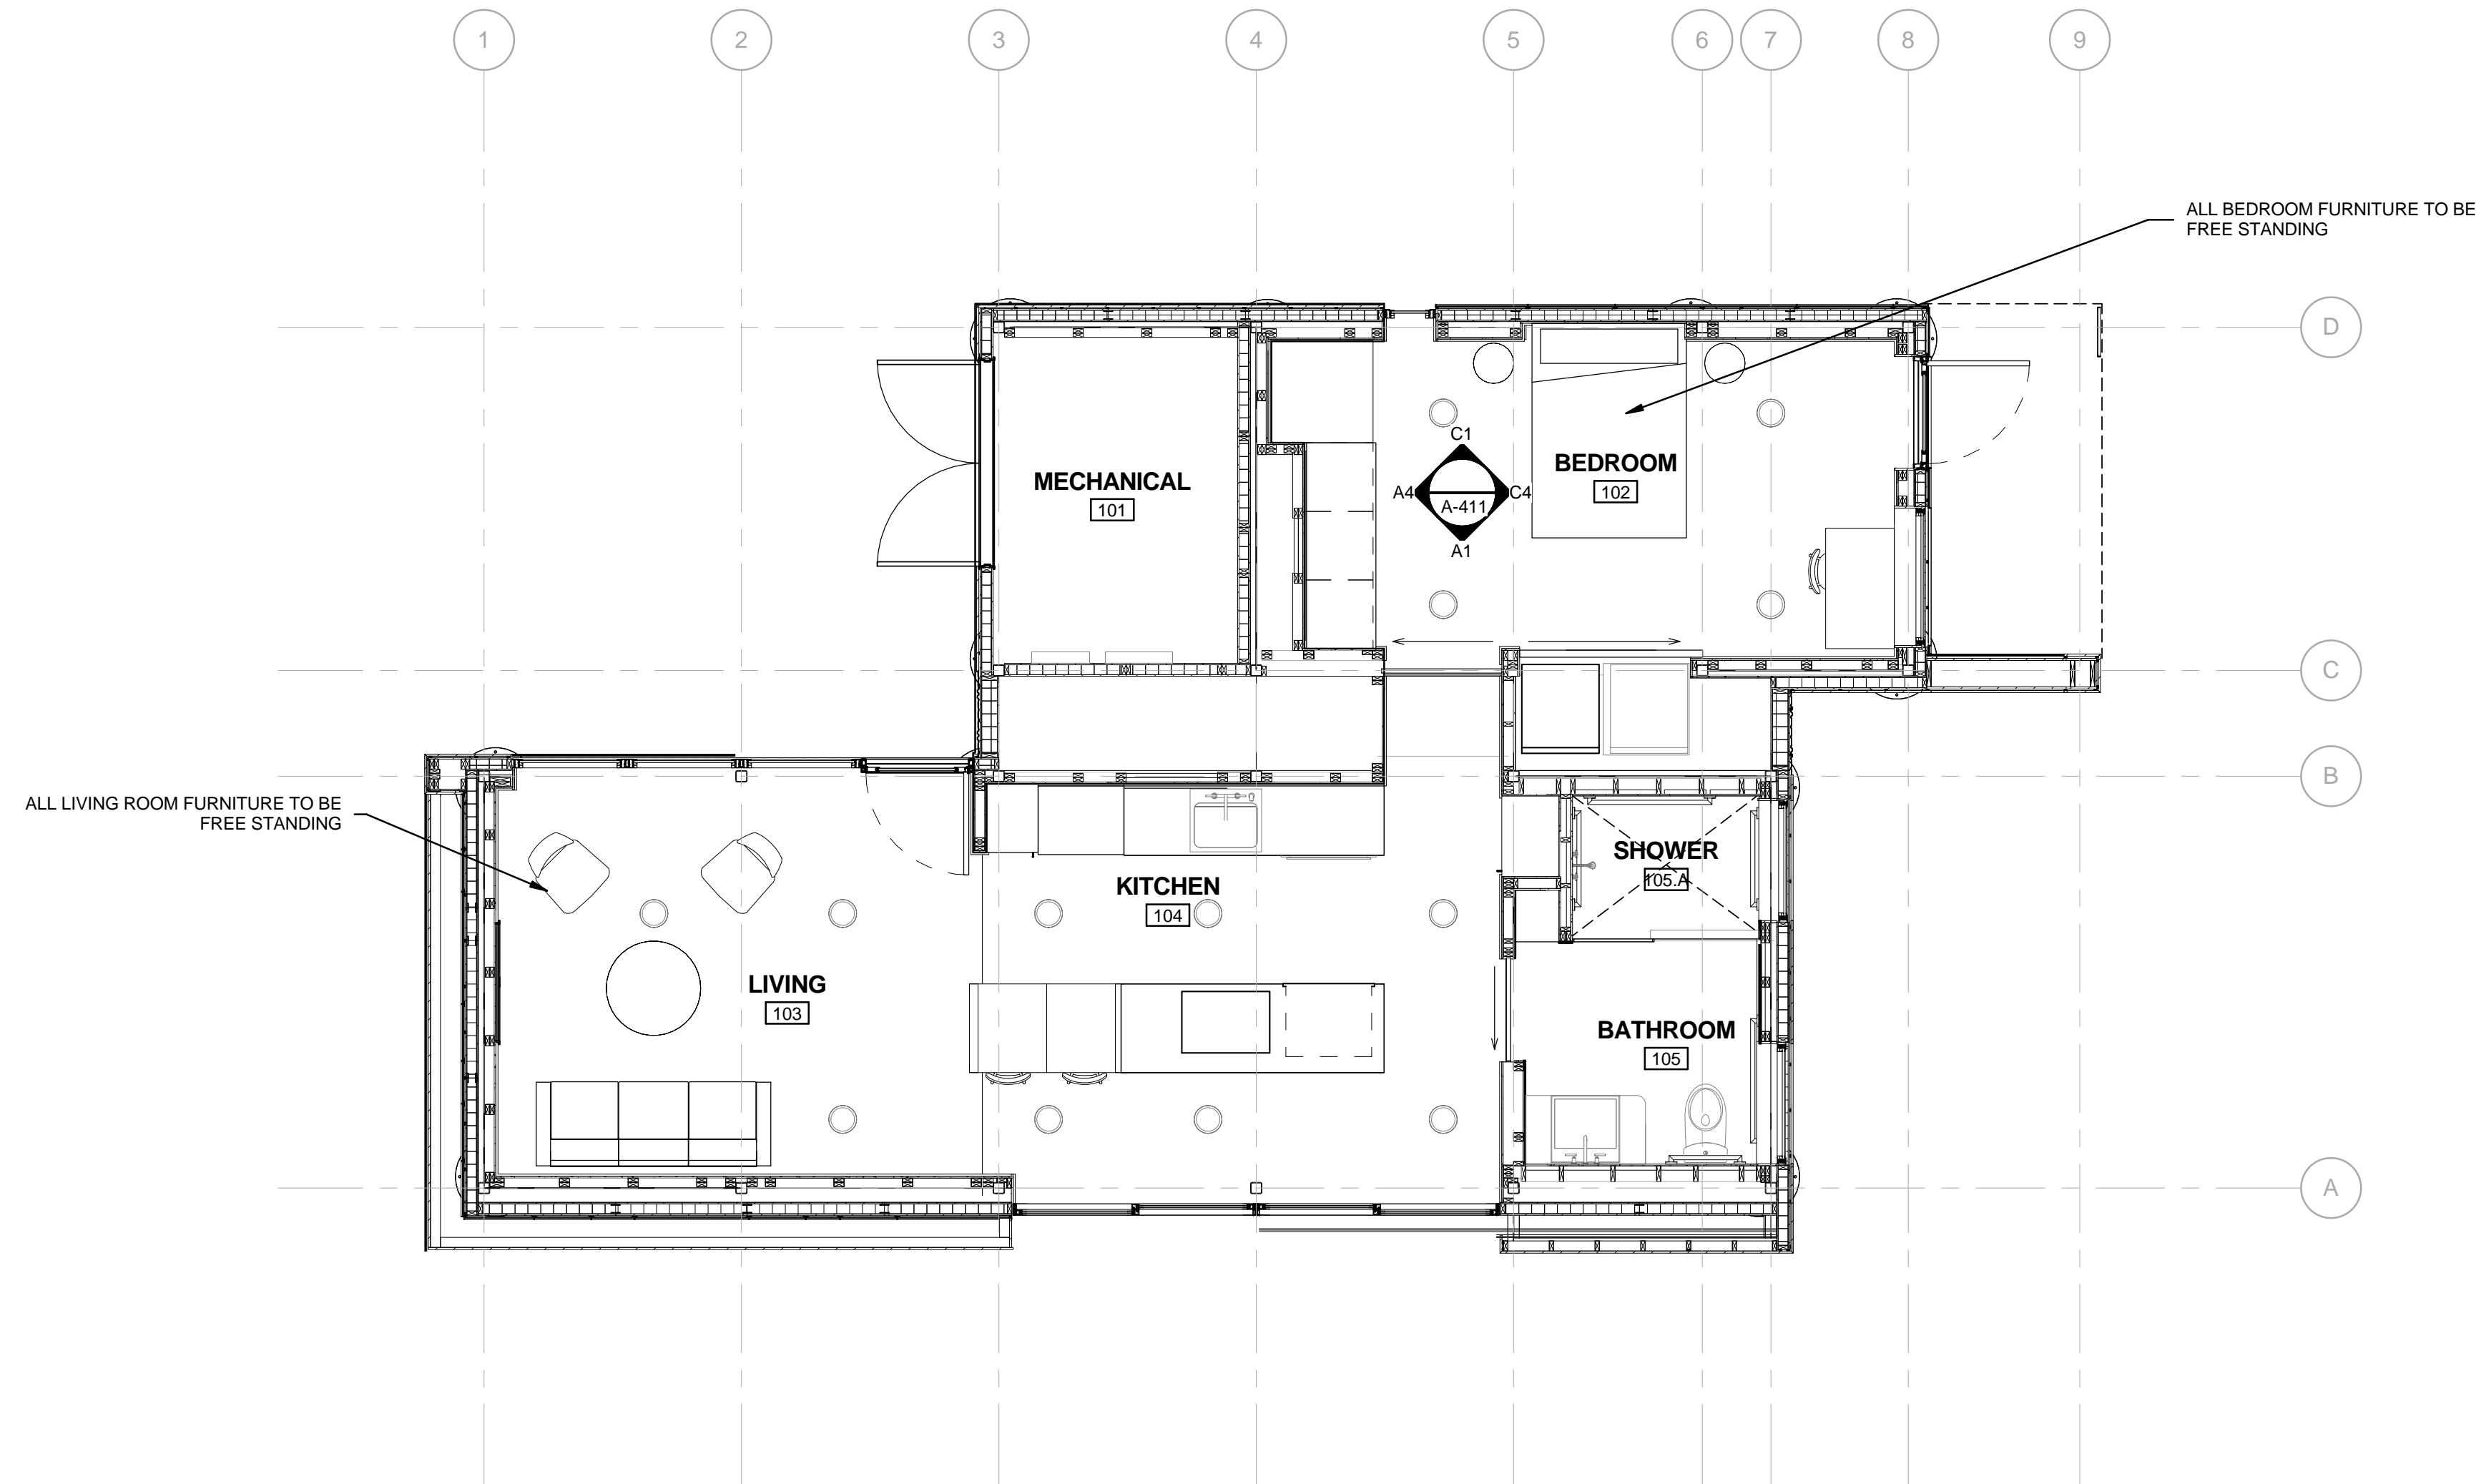 1
2
3
4
5
6
7
8
9
ALL BEDROOM FURNITURE TO BE
FREE STANDING
D
C1
A4
C4
A-411
A1
BEDROOM
102
MECHANICAL
101
C
B
ALL LIVING ROOM FURNITURE TO BE
FREE STANDING
SHOWER
105.A
KITCHEN
104
LIVING
103
BATHROOM
105
A